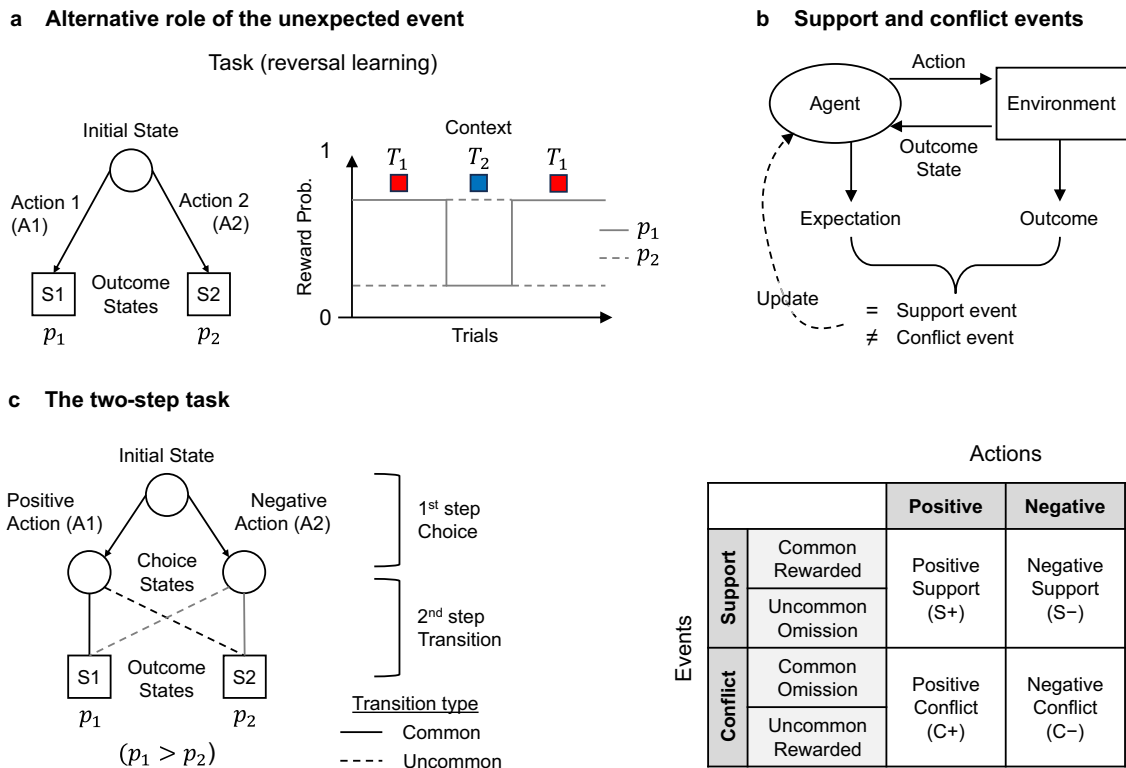 a Alternative role of the unexpected event
Task (reversal learning)
Initial State
Action 1
(A1)
Action 2
(A2)
S1
Outcome
States
S2
p₁
p₂
Context
1
T₁
T₂
T₁
Reward Prob.
p₁
p₂
0
Trials
b Support and conflict events
Action
Agent
Environment
Outcome
State
Expectation
Outcome
Update
= Support event
≠ Conflict event
c The two-step task
Initial State
Positive
Action (A1)
Negative
Action (A2)
Choice
States
S1
Outcome
States
S2
p₁
p₂
(p₁ > p₂)
1st step
Choice
2nd step
Transition
Transition type
Common
Uncommon
Actions
Positive
Negative
Events
Support
Common
Rewarded
Uncommon
Omission
Positive
Support
(S+)
Negative
Support
(S−)
Conflict
Common
Omission
Uncommon
Rewarded
Positive
Conflict
(C+)
Negative
Conflict
(C−)